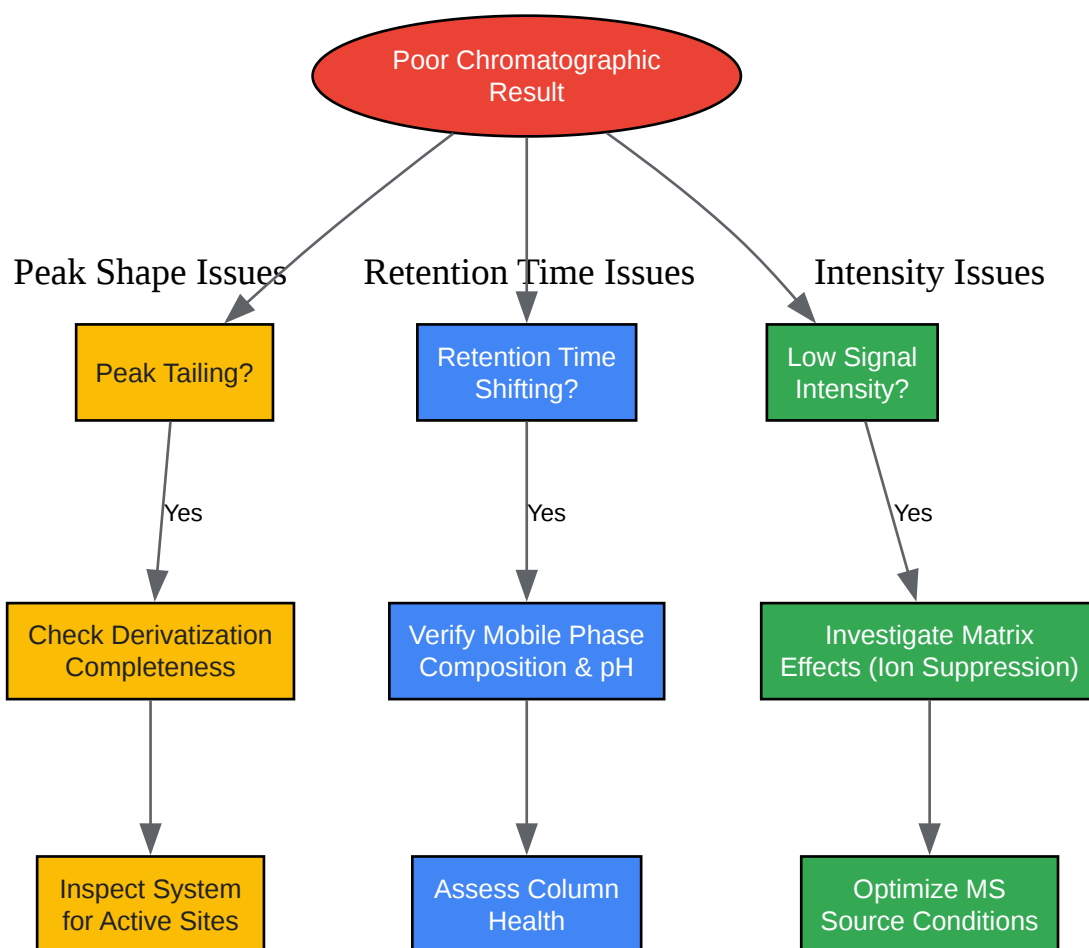 Poor Chromatographic
Result
Peak Shape Issues
Retention Time Issues
Intensity Issues
Peak Tailing?
Retention Time
Shifting?
Low Signal
Intensity?
Yes
Yes
Yes
Check Derivatization
Completeness
Verify Mobile Phase
Composition & pH
Investigate Matrix
Effects (Ion Suppression)
Inspect System
for Active Sites
Assess Column
Health
Optimize MS
Source Conditions